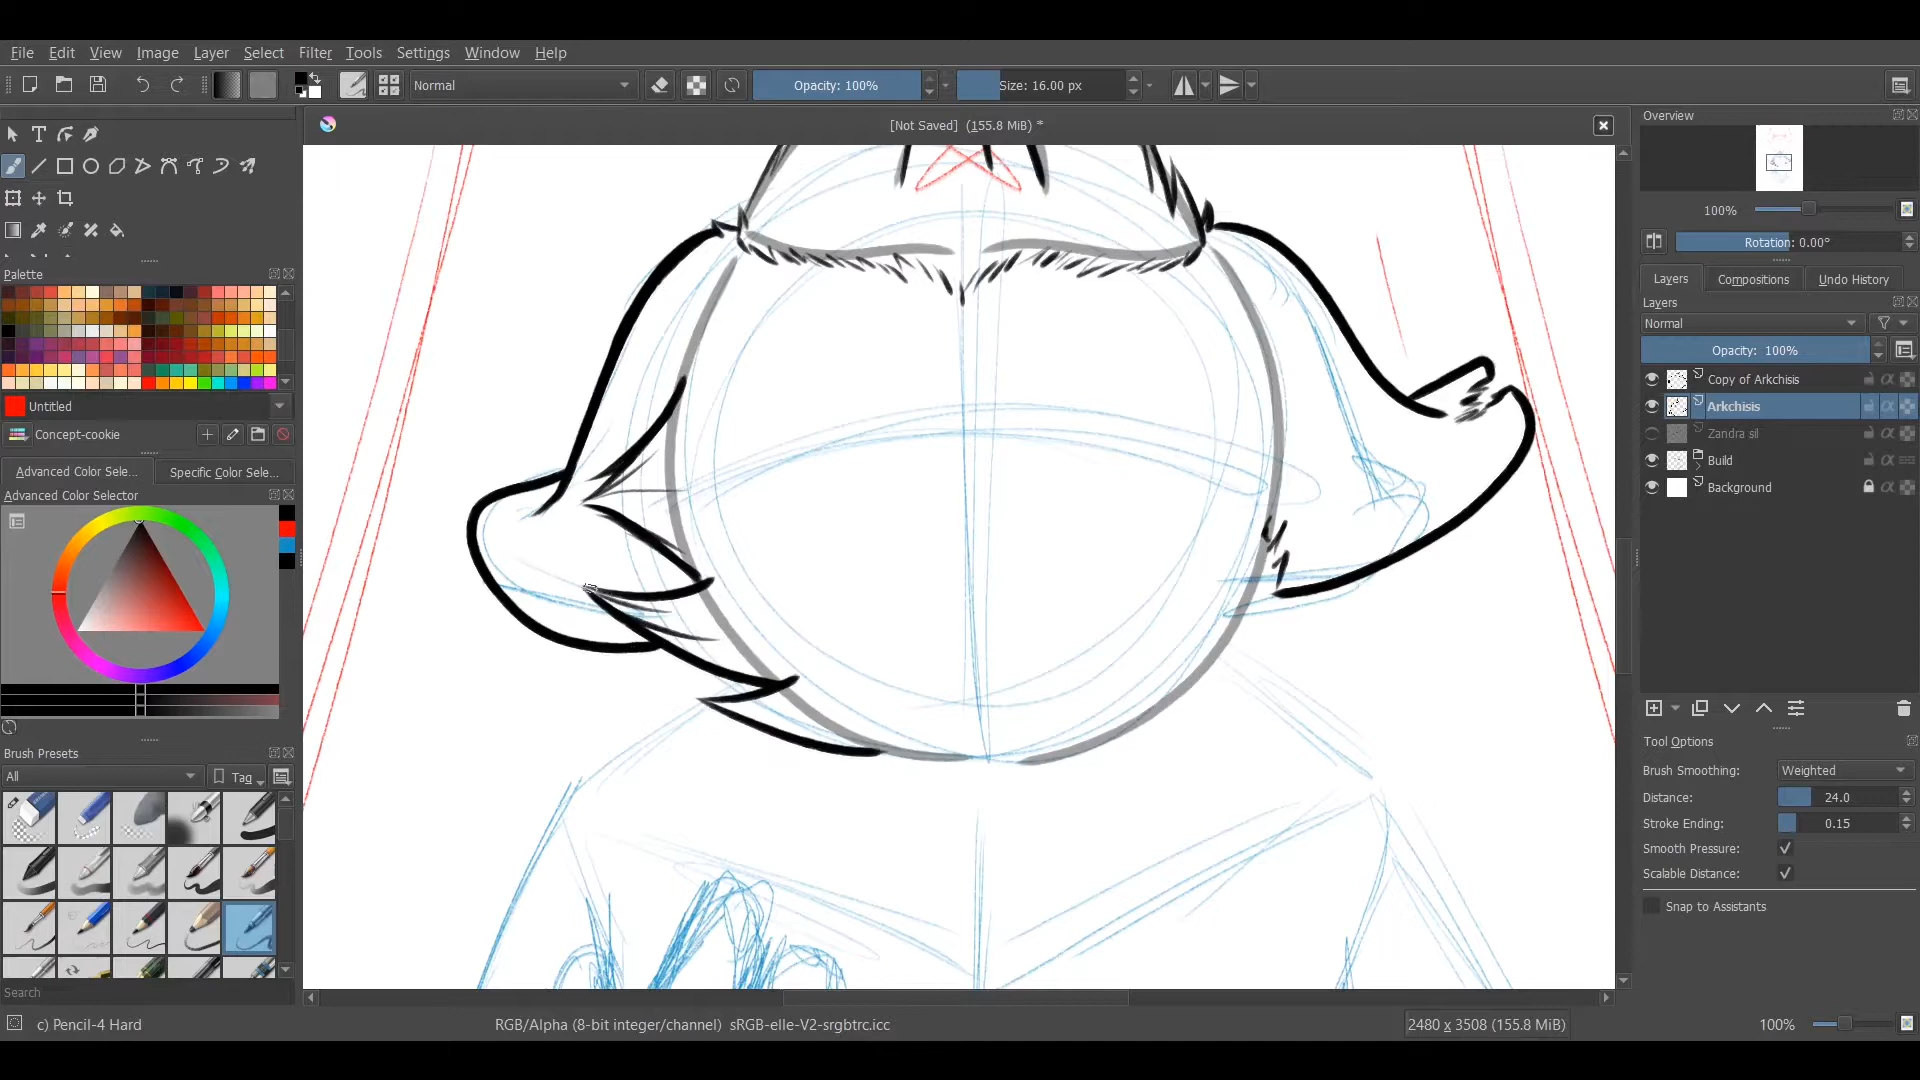 File Edit View Image Layer Select Filter Tools Settings Window Help
Normal Opacity: 100% Size: 16.00 px
[Not Saved] (155.8 MiB) *
Palette
Untitled
Concept-cookie
Advanced Color Sele... Specific Color Sele...
Advanced Color Selector
Brush Presets
All Tag
Search
c) Pencil-4 Hard RGB/Alpha (8-bit integer/channel) sRGB-elle-V2-srgbtrc.icc 2480 x 3508 (155.8 MiB) 100%
Overview
100%
Rotation: 0.00°
Layers Compositions Undo History
Layers
Normal
Opacity: 100%
Copy of Arkchisis
Arkchisis
Zandra sil
Build
Background
Tool Options
Brush Smoothing: Weighted
Distance: 24.0
Stroke Ending: 0.15
Smooth Pressure:
Scalable Distance:
Snap to Assistants